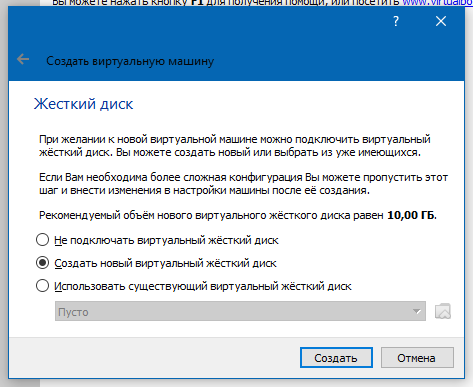 Вы можете нажать кнопку F1 для получения помощи, или посетить www.virtualbo
?
Создать виртуальную машину
Жесткий диск
При желании к новой виртуальной машине можно подключить виртуальный
жёсткий диск. Вы можете создать новый или выбрать из уже имеющихся.
Если Вам необходима более сложная конфигурация Вы можете пропустить этот
шаг и внести изменения в настройки машины после её создания.
Рекомендуемый объём нового виртуального жёсткого диска равен 10,00 ГБ.
Не подключать виртуальный жёсткий диск
Создать новый виртуальный жёсткий диск
Использовать существующий виртуальный жёсткий диск
Пусто
Создать
Отмена